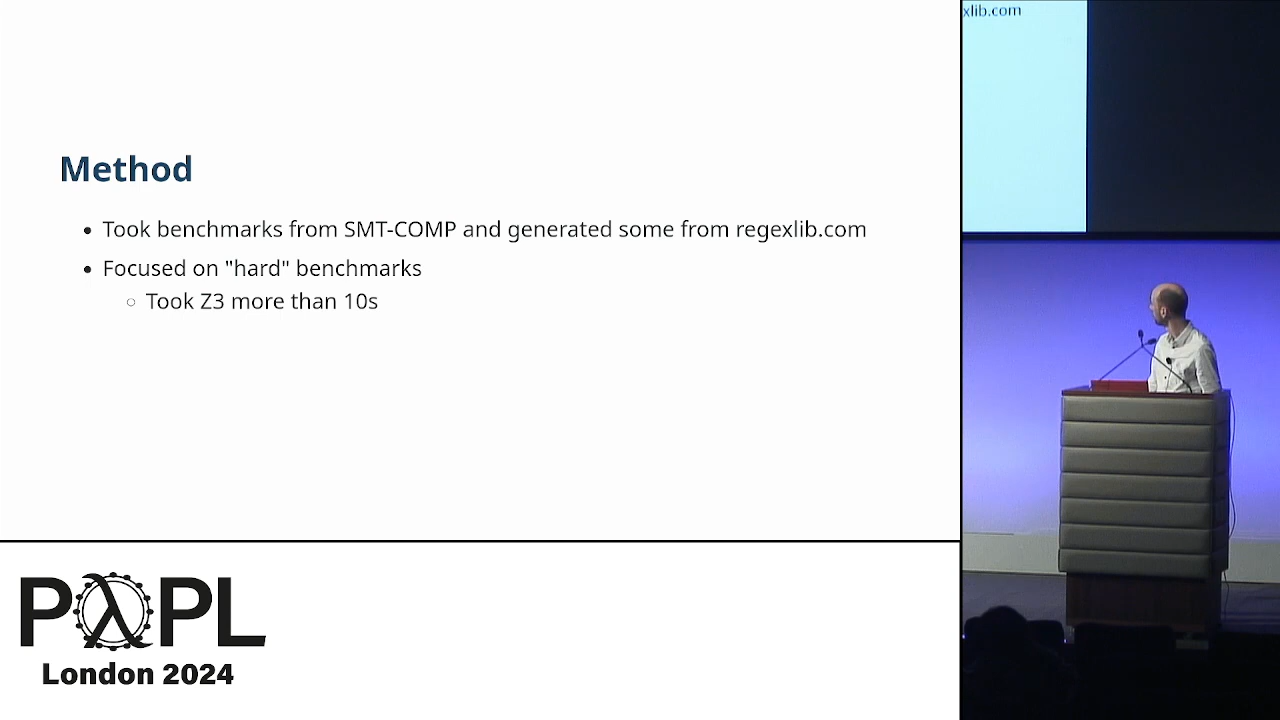 xlib.com
Method
Took benchmarks from SMT-COMP and generated some from regexlib.com
Focused on "hard" benchmarks
Took Z3 more than 10s
PλPL
London 2024